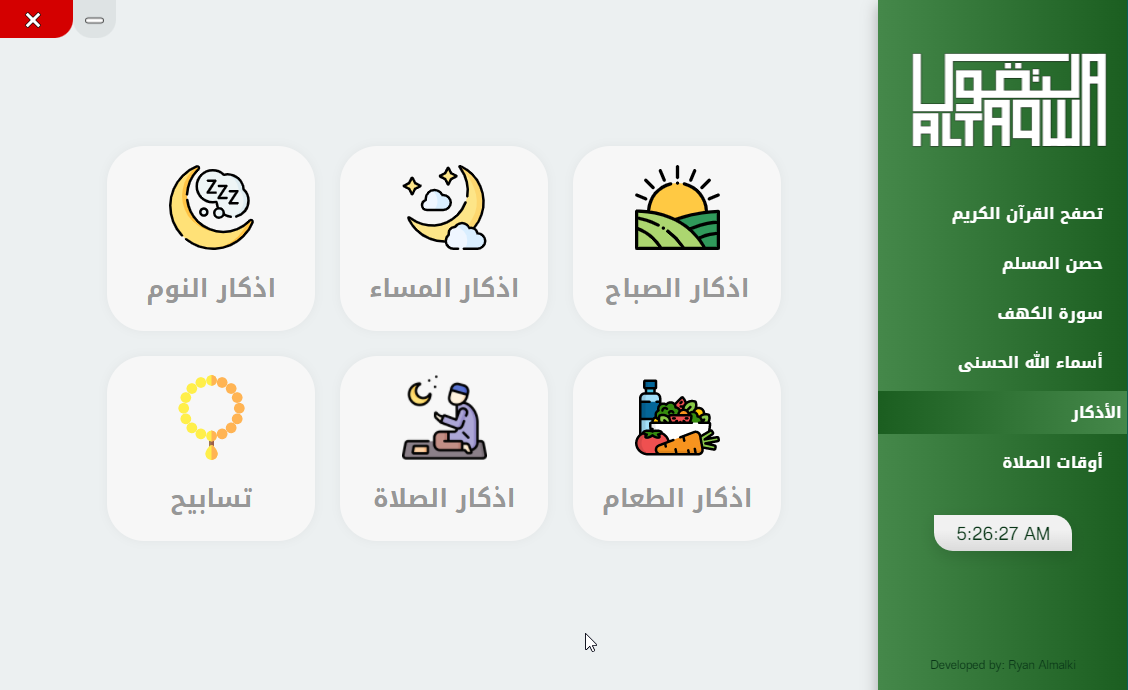 التقوى
ALTAQWA
تصفح القرآن الكريم
حصن المسلم
سورة الكهف
أسماء الله الحسنى
الأذكار
أوقات الصلاة
5:26:27 AM
Developed by: Ryan Almalki
اذكار الصباح
اذكار المساء
ZZZ
اذكار النوم
اذكار الطعام
اذكار الصلاة
تسابيح